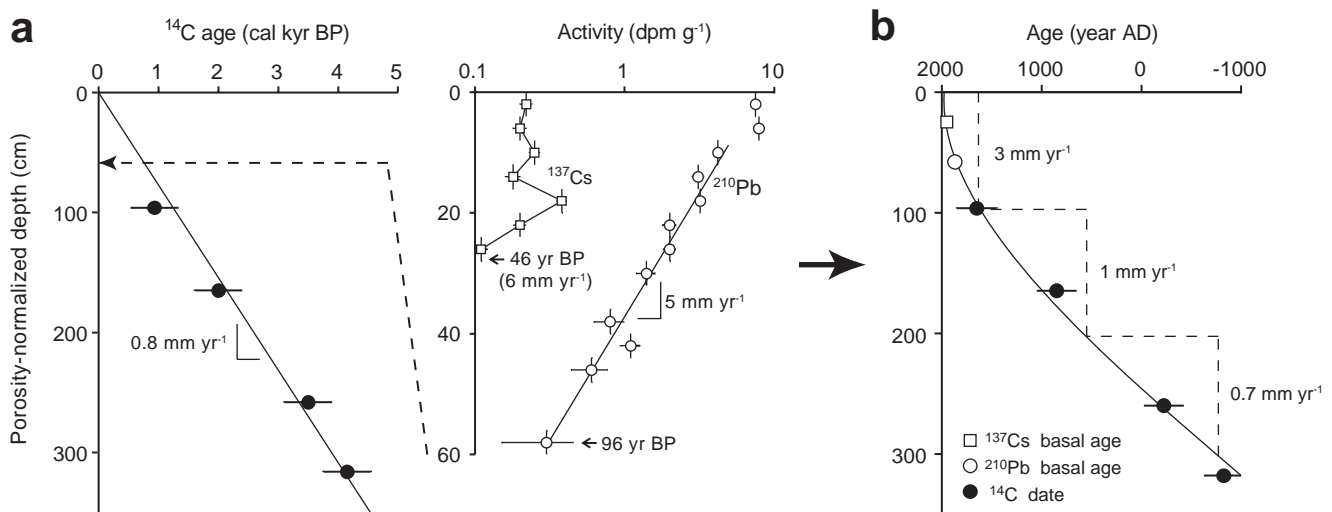 a
¹⁴C age (cal kyr BP)
0 1 2 3 4 5
Porosity-normalized depth (cm)
0
100
200
300
0.8 mm yr⁻¹
Activity (dpm g⁻¹)
0.1 1 10
0
20
40
60
¹³⁷Cs
²¹⁰Pb
46 yr BP
(6 mm yr⁻¹)
5 mm yr⁻¹
96 yr BP
b
Age (year AD)
2000 1000 0 -1000
0
100
200
300
3 mm yr⁻¹
1 mm yr⁻¹
0.7 mm yr⁻¹
¹³⁷Cs basal age
²¹⁰Pb basal age
¹⁴C date